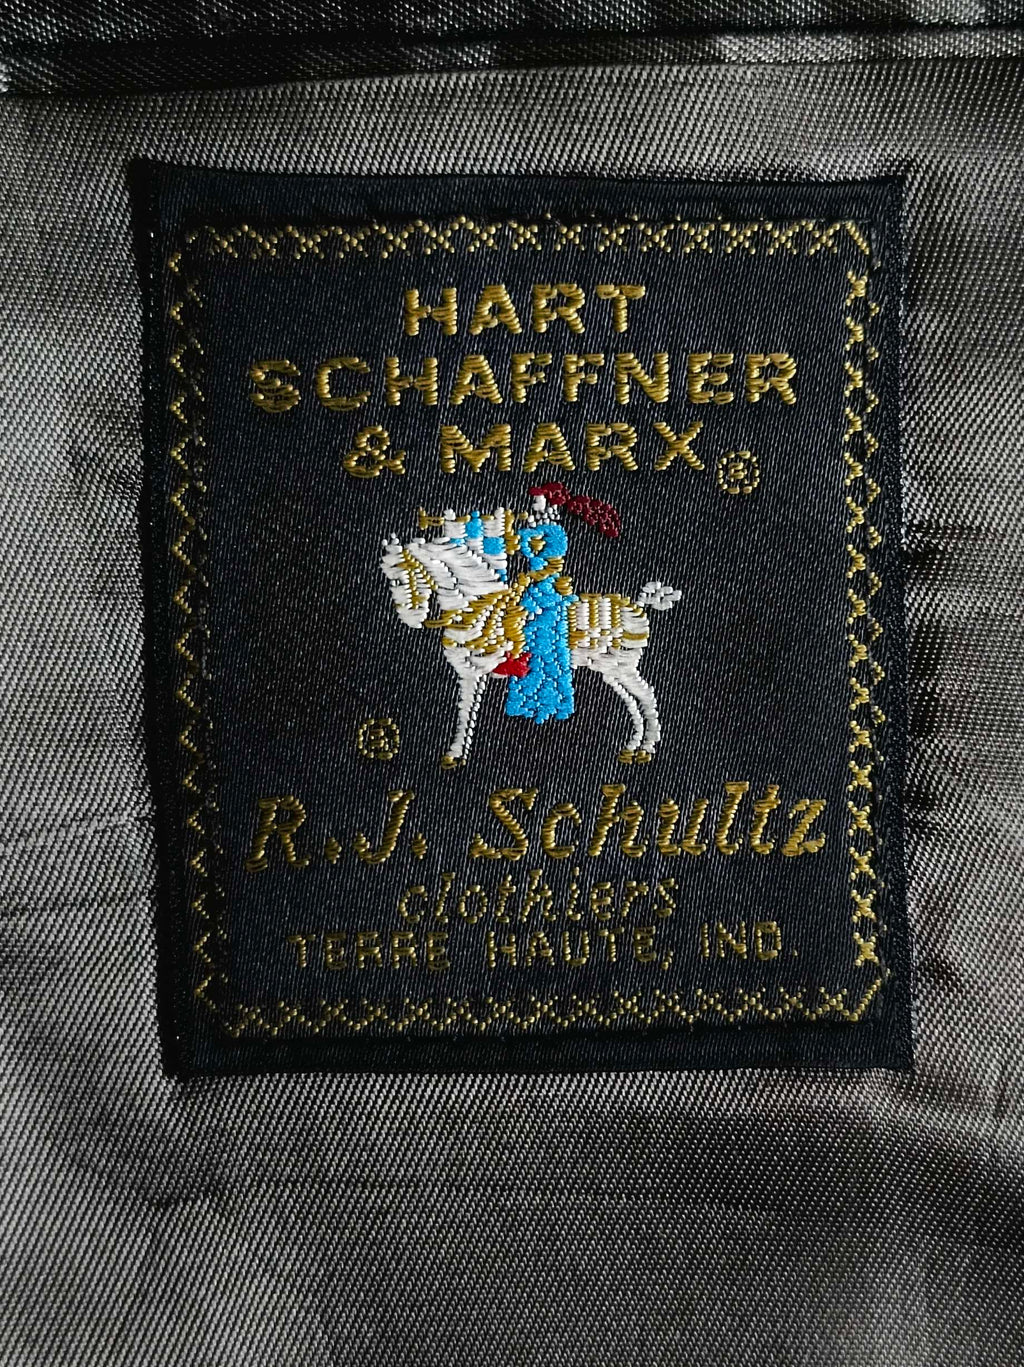 HART
SCHAFFNER
& MARX®
®
R.J. Schultz
clothiers
TERRE HAUTE, IND.